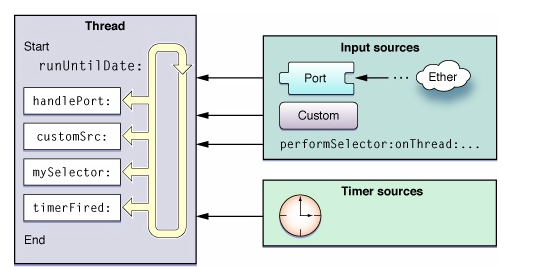 Thread
Start
runUntilDate:
handlePort:
customSrc:
mySelector:
timerFired:
End
Input sources
Port
...
Ether
Custom
performSelector:onThread:...
Timer sources